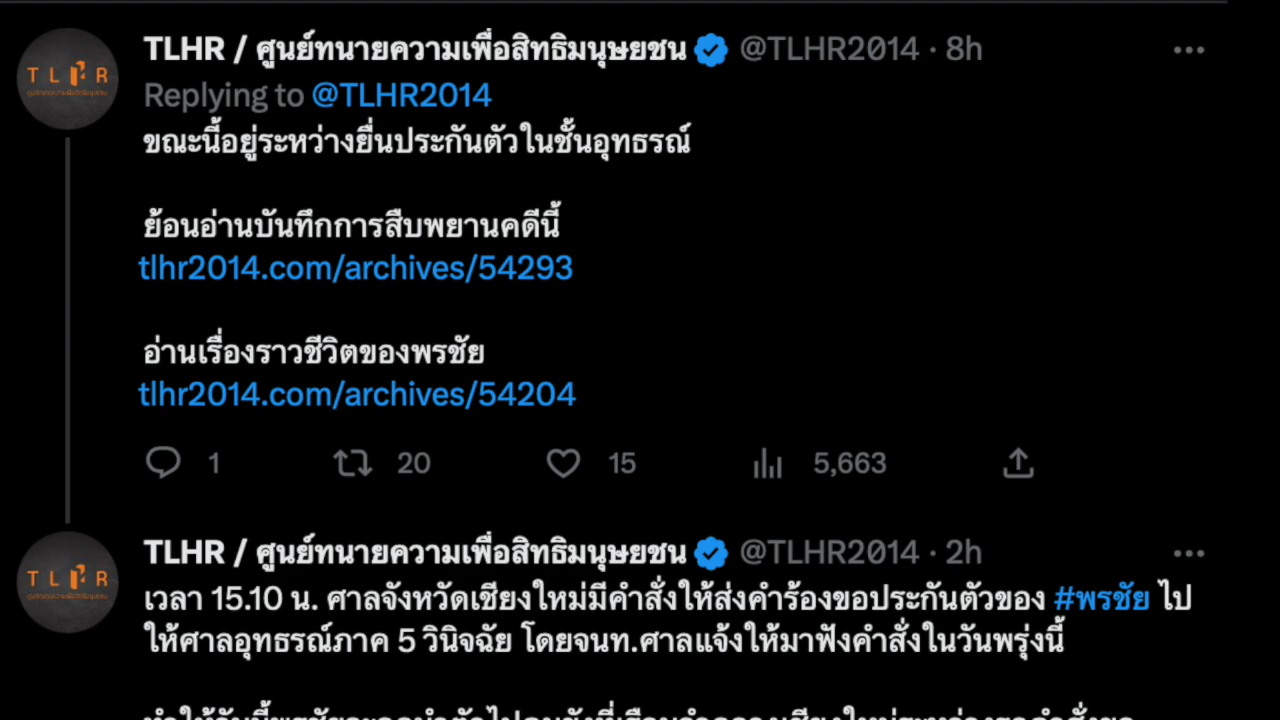 TLHR / ศูนย์ทนายความเพื่อสิทธิมนุษยชน @TLHR2014 · 8h
Replying to @TLHR2014
ขณะนี้อยู่ระหว่างยื่นประกันตัวในชั้นอุทธรณ์
ย้อนอ่านบันทึกการสืบพยานคดีนี้
tlhr2014.com/archives/54293
อ่านเรื่องราวชีวิตของพรชัย
tlhr2014.com/archives/54204
1 20 15 5,663
TLHR / ศูนย์ทนายความเพื่อสิทธิมนุษยชน @TLHR2014 · 2h
เวลา 15.10 น. ศาลจังหวัดเชียงใหม่มีคำสั่งให้ส่งคำร้องขอประกันตัวของ #พรชัย ไป
ให้ศาลอุทธรณ์ภาค 5 วินิจฉัย โดยจนท.ศาลแจ้งให้มาฟังคำสั่งในวันพรุ่งนี้
TLHR
TLHR